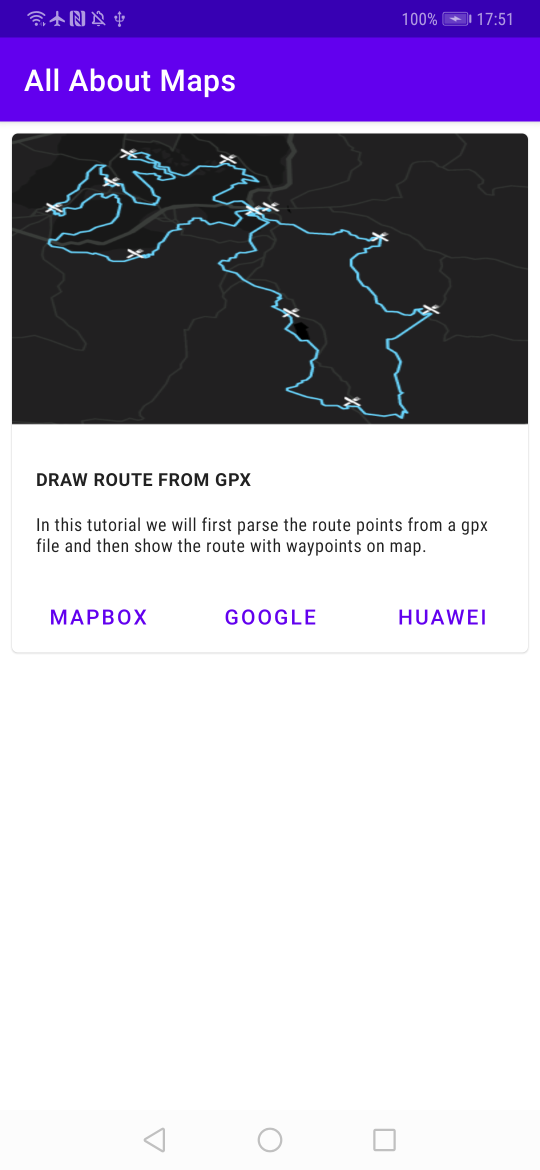 100% 17:51
All About Maps
DRAW ROUTE FROM GPX
In this tutorial we will first parse the route points from a gpx
file and then show the route with waypoints on map.
MAPBOX GOOGLE HUAWEI